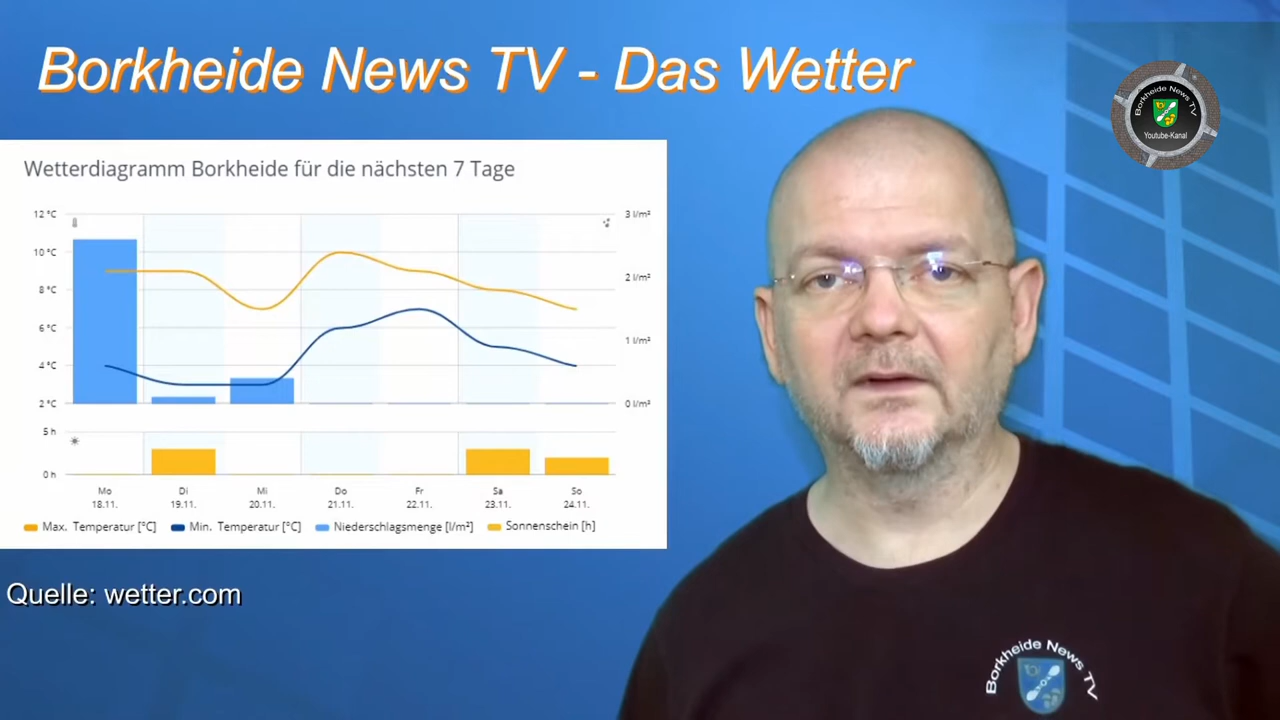 Borkheide News TV - Das Wetter
Borkheide News TV
Youtube-Kanal
Wetterdiagramm Borkheide für die nächsten 7 Tage
12 °C
10 °C
8 °C
6 °C
4 °C
2 °C
3 l/m²
2 l/m²
1 l/m²
0 l/m²
5 h
0 h
Mo Di Mi Do Fr Sa So
18.11. 19.11. 20.11. 21.11. 22.11. 23.11. 24.11.
Max. Temperatur [°C] Min. Temperatur [°C] Niederschlagsmenge [l/m²] Sonnenschein [h]
Quelle: wetter.com
Borkheide News TV